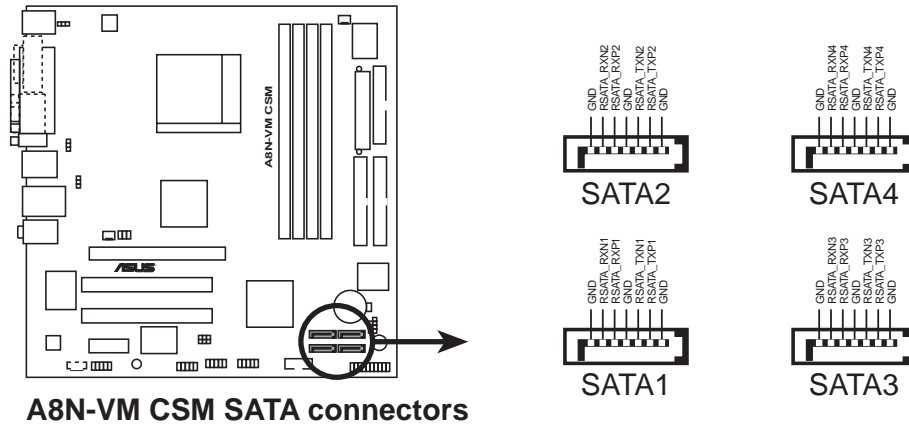 A8N-VM CSM
ASUS
GND
RSATA_RXN2
RSATA_RXP2
GND
RSATA_TXN2
RSATA_TXP2
GND
SATA2
GND
RSATA_RXN4
RSATA_RXP4
GND
RSATA_TXN4
RSATA_TXP4
GND
SATA4
GND
RSATA_RXN1
RSATA_RXP1
GND
RSATA_TXN1
RSATA_TXP1
GND
SATA1
GND
RSATA_RXN3
RSATA_RXP3
GND
RSATA_TXN3
RSATA_TXP3
GND
SATA3
A8N-VM CSM SATA connectors